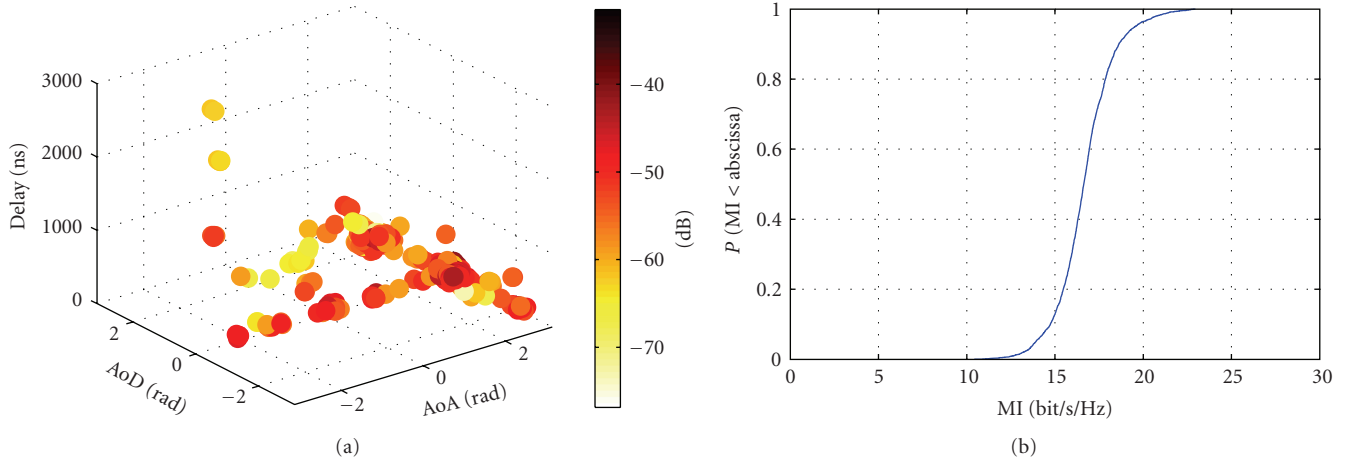 3000
2000
1000
0
Delay (ns)
2
0
−2
AoD (rad)
−2
0
2
AoA (rad)
−40
−50
−60
−70
(dB)
(a)
1
0.8
0.6
0.4
0.2
0
P (MI < abscissa)
0 5 10 15 20 25 30
MI (bit/s/Hz)
(b)